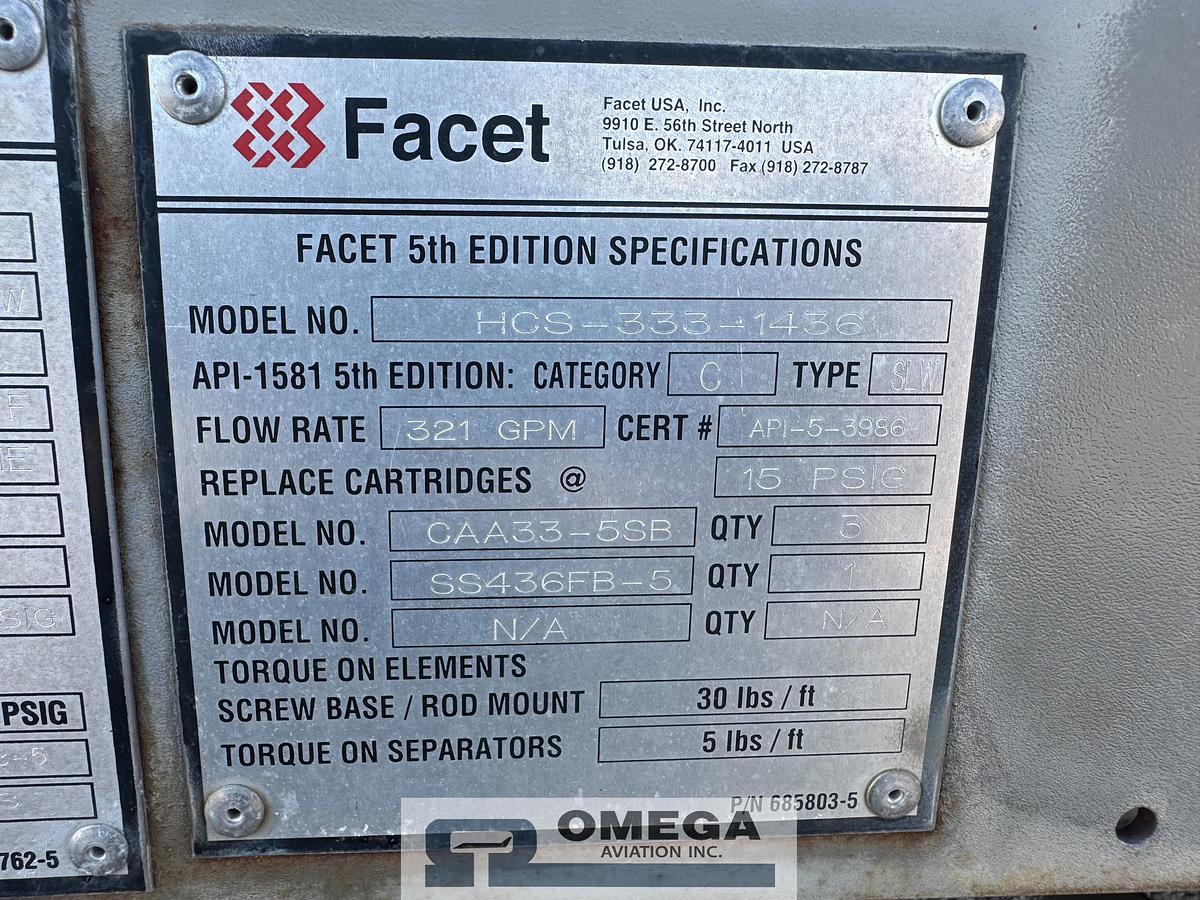 Facet
Facet USA, Inc.
9910 E. 56th Street North
Tulsa, OK. 74117-4011 USA
(918) 272-8700 Fax (918) 272-8787
FACET 5th EDITION SPECIFICATIONS
MODEL NO. HCS-333-1436
API-1581 5th EDITION: CATEGORY C TYPE SLW
FLOW RATE 321 GPM CERT # API-5-3986
REPLACE CARTRIDGES @ 15 PSIG
MODEL NO. CAA33-5SB QTY 3
MODEL NO. SS436FB-5 QTY 1
MODEL NO. N/A QTY N/A
TORQUE ON ELEMENTS
SCREW BASE / ROD MOUNT 30 lbs / ft
TORQUE ON SEPARATORS 5 lbs / ft
P/N 685803-5
PSIG
762-5
OMEGA
AVIATION INC.